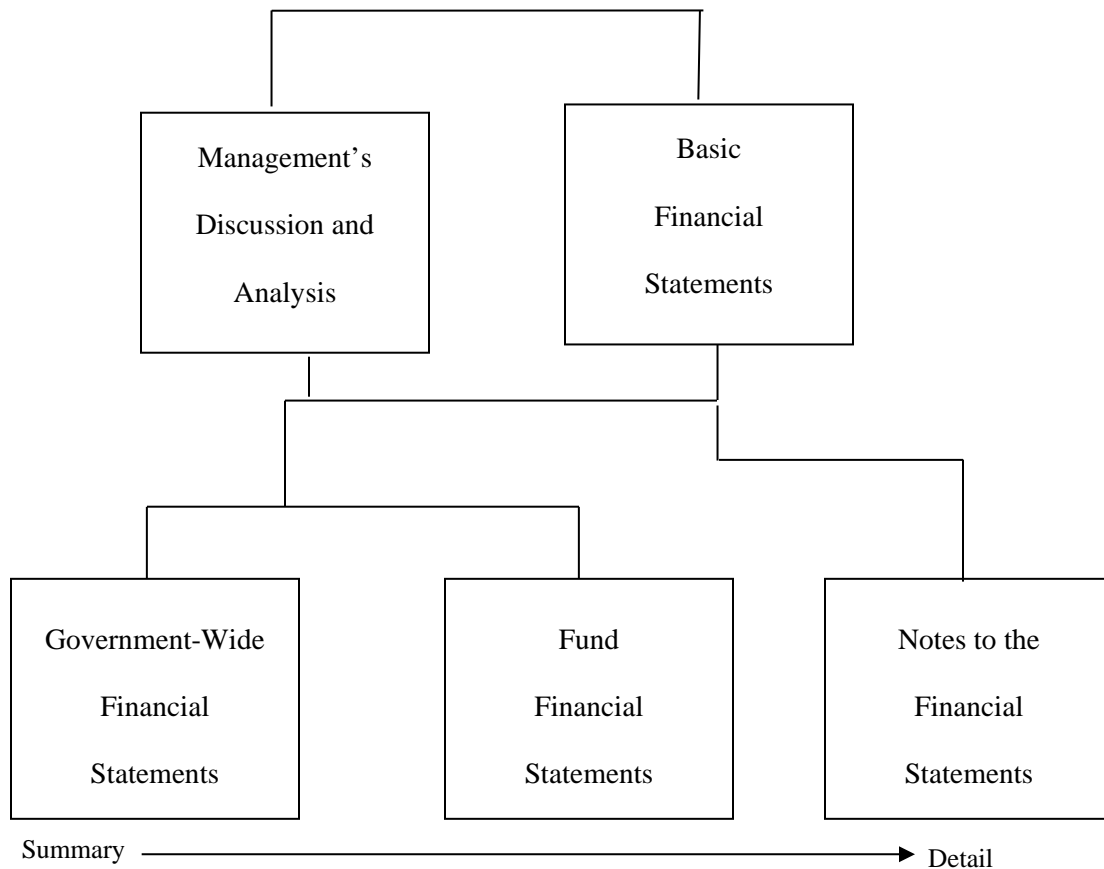 Management’s
Discussion and
Analysis
Basic
Financial
Statements
Government-Wide
Financial
Statements
Fund
Financial
Statements
Notes to the
Financial
Statements
Summary
Detail